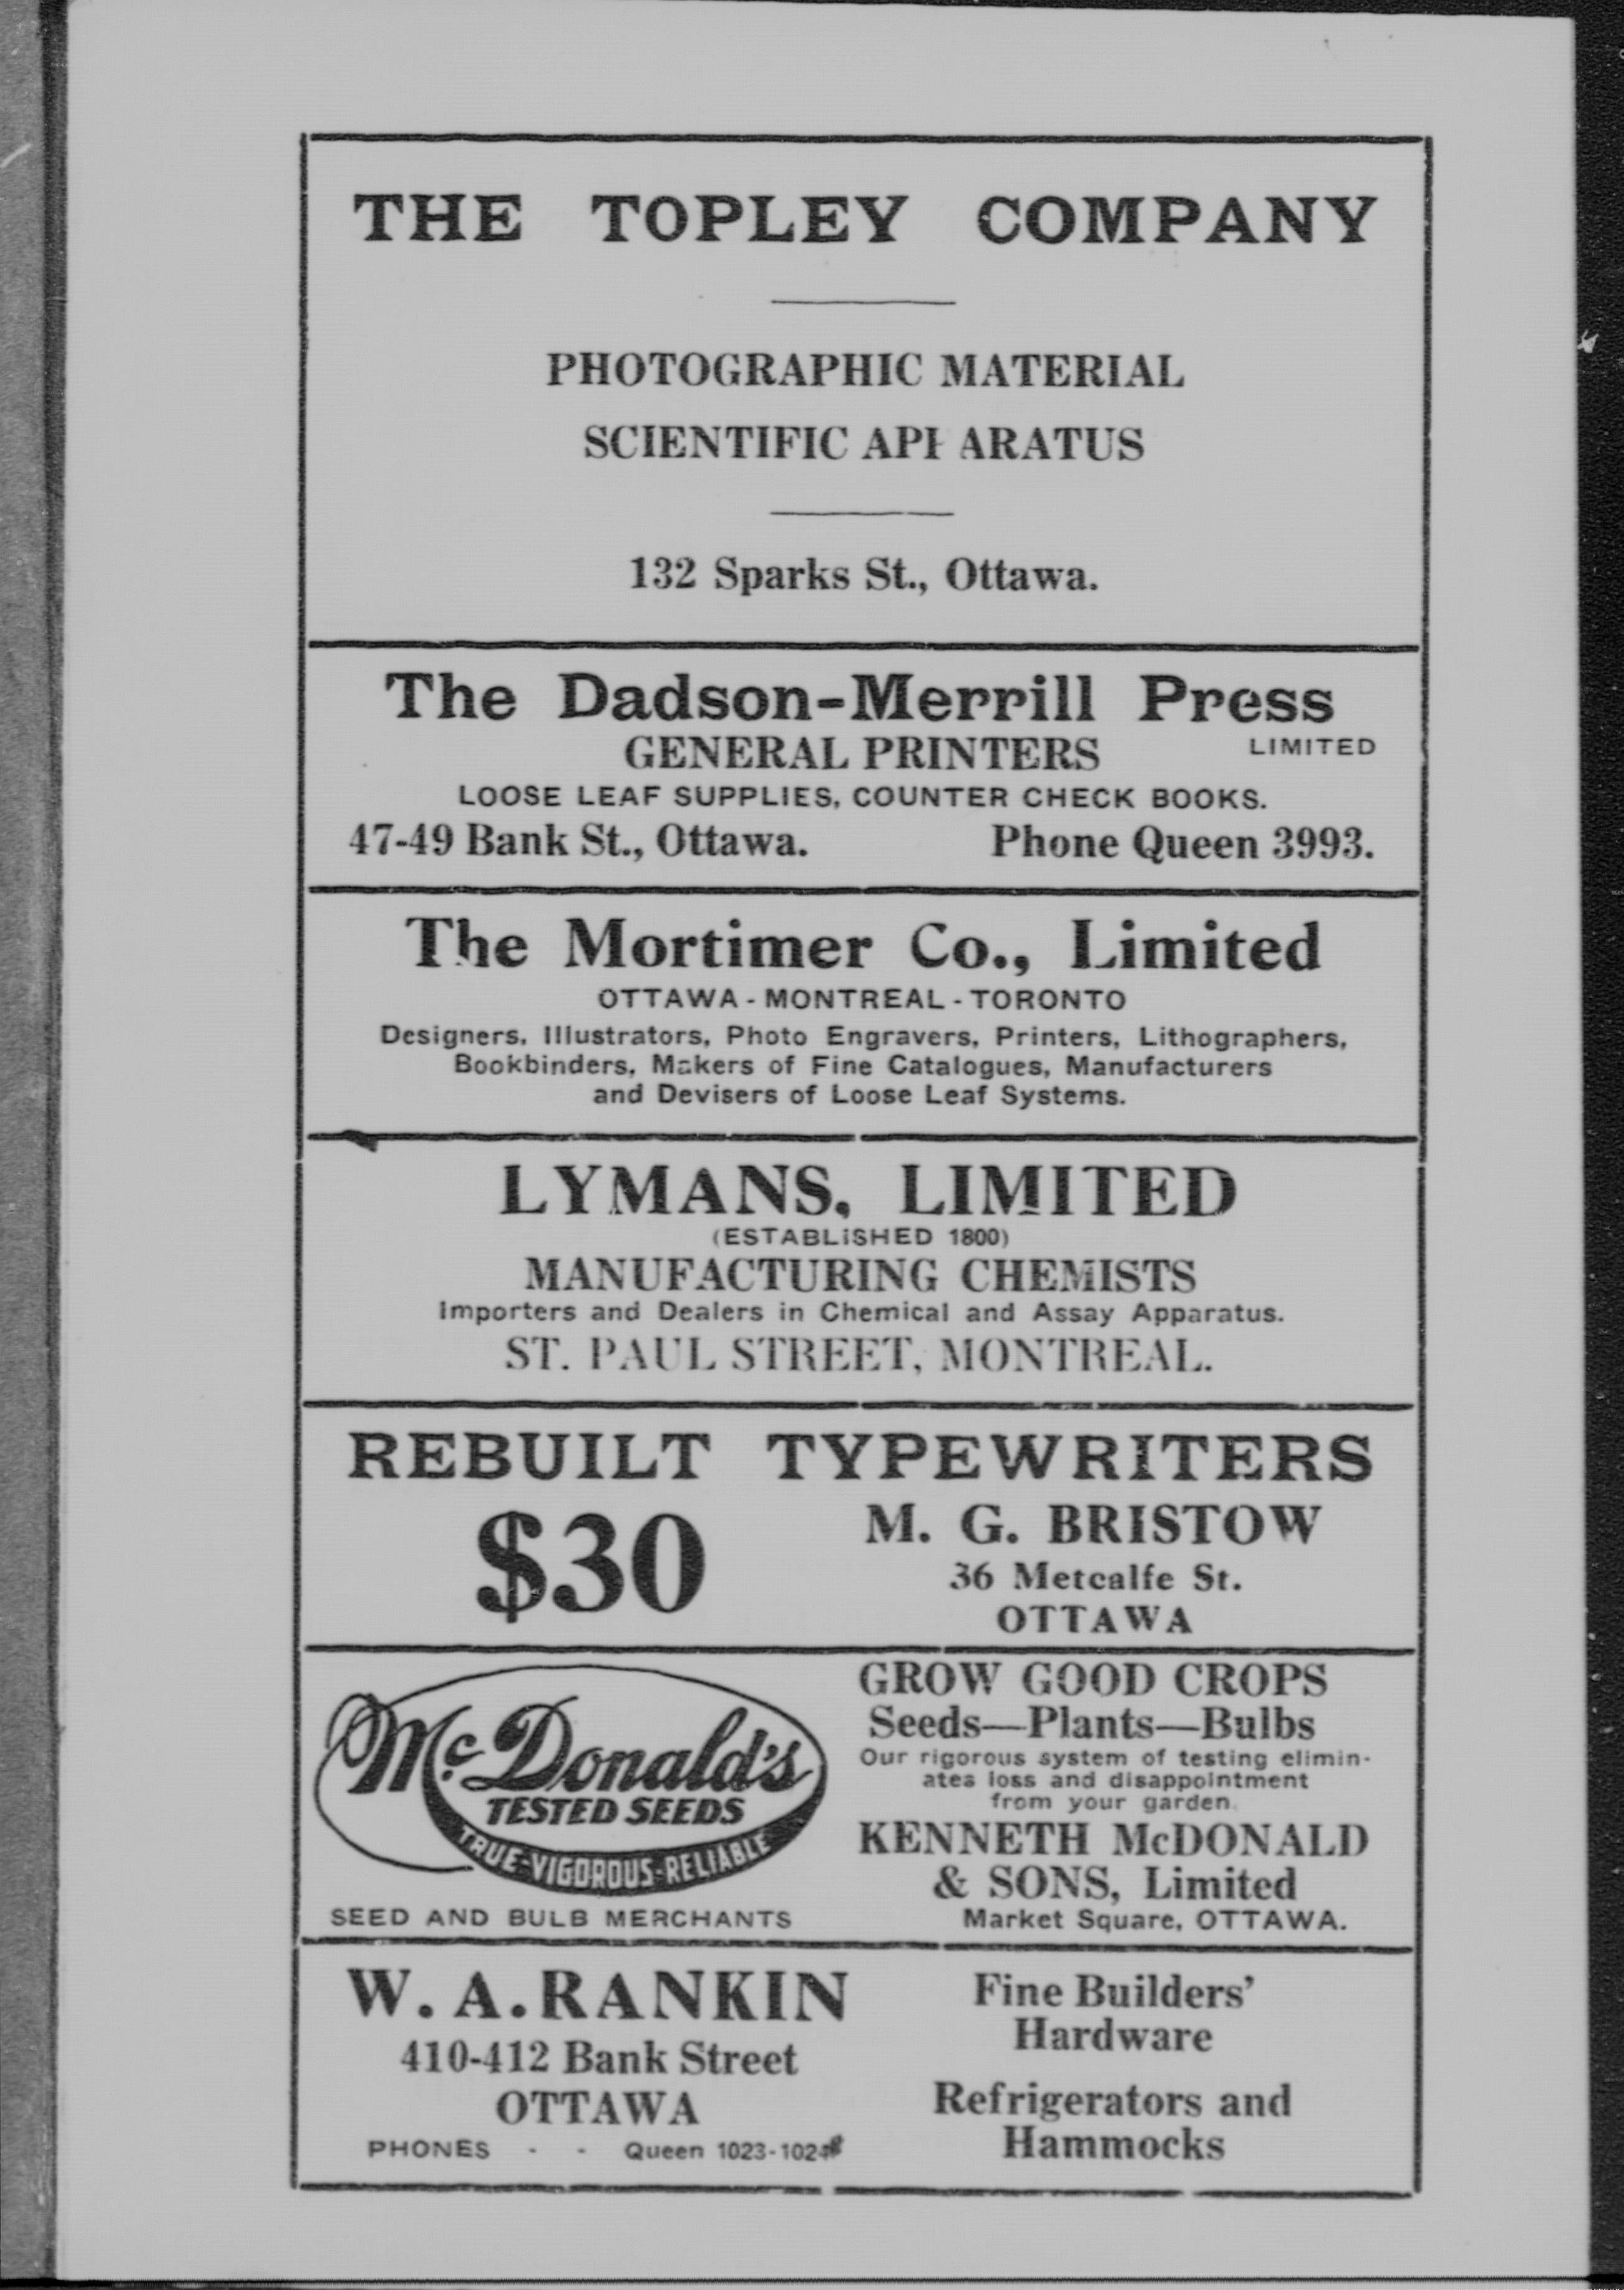 THE TOPLEY COMPANY
PHOTOGRAPHIC MATERIAL
SCIENTIFIC APPARATUS
132 Sparks St., Ottawa.
The Dadson-Merrill Press
LIMITED
GENERAL PRINTERS
LOOSE LEAF SUPPLIES, COUNTER CHECK BOOKS.
47-49 Bank St., Ottawa. Phone Queen 3993.
The Mortimer Co., Limited
OTTAWA - MONTREAL - TORONTO
Designers, Illustrators, Photo Engravers, Printers, Lithographers,
Bookbinders, Makers of Fine Catalogues, Manufacturers
and Devisers of Loose Leaf Systems.
LYMANS, LIMITED
(ESTABLISHED 1800)
MANUFACTURING CHEMISTS
Importers and Dealers in Chemical and Assay Apparatus.
ST. PAUL STREET, MONTREAL.
REBUILT TYPEWRITERS
$30
M. G. BRISTOW
36 Metcalfe St.
OTTAWA
McDonald's
TESTED SEEDS
TRUE-VIGOROUS-RELIABLE
SEED AND BULB MERCHANTS
GROW GOOD CROPS
Seeds—Plants—Bulbs
Our rigorous system of testing elimin-
ates loss and disappointment
from your garden.
KENNETH McDONALD
& SONS, Limited
Market Square, OTTAWA.
W. A. RANKIN
410-412 Bank Street
OTTAWA
PHONES - - Queen 1023-
Fine Builders'
Hardware
Refrigerators and
Hammocks